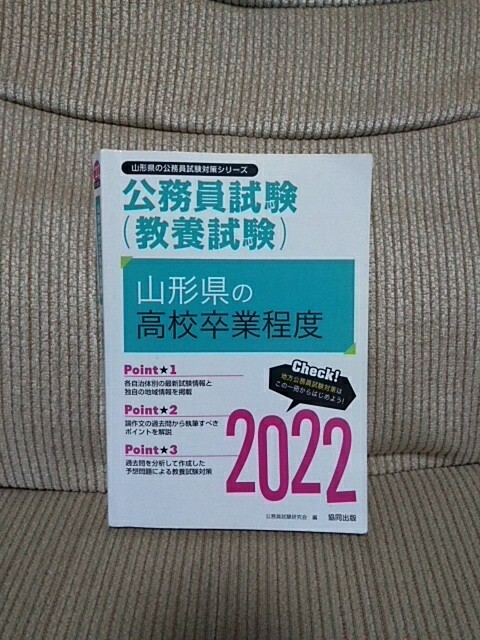 山形県の公務員試験対策シリーズ
公務員試験
(教養試験)
山形県の
高校卒業程度
Point★1
各自治体別の最新試験情報と
独自の地域情報を掲載
Check!
地方公務員試験対策は
この一冊からはじめよう!
Point★2
論作文の過去問から執筆すべき
ポイントを解説
Point★3
過去問を分析して作成した
予想問題による教養試験対策
2022
公務員試験研究会 編
協同出版